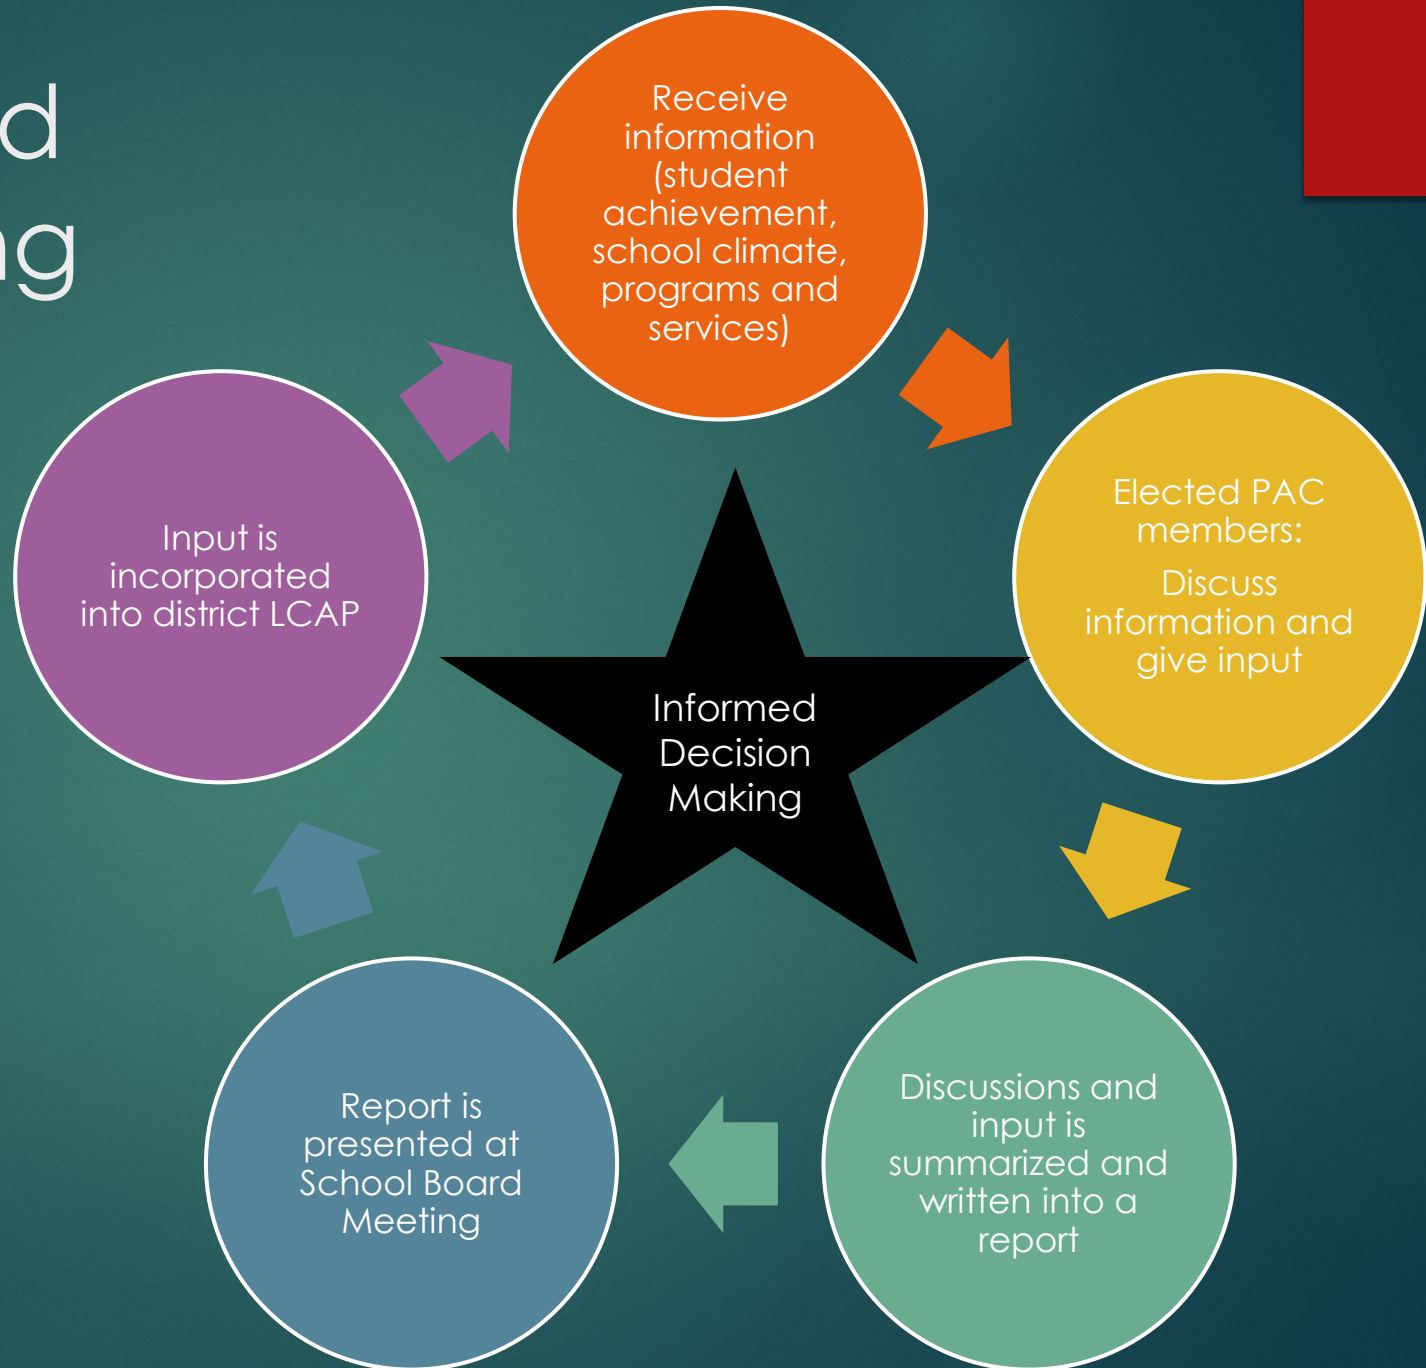 Receive
information
(student
achievement,
school climate,
programs and
services)
Elected PAC
members:
Discuss
information and
give input
Discussions and
input is
summarized and
written into a
report
Report is
presented at
School Board
Meeting
Input is
incorporated
into district LCAP
Informed
Decision
Making